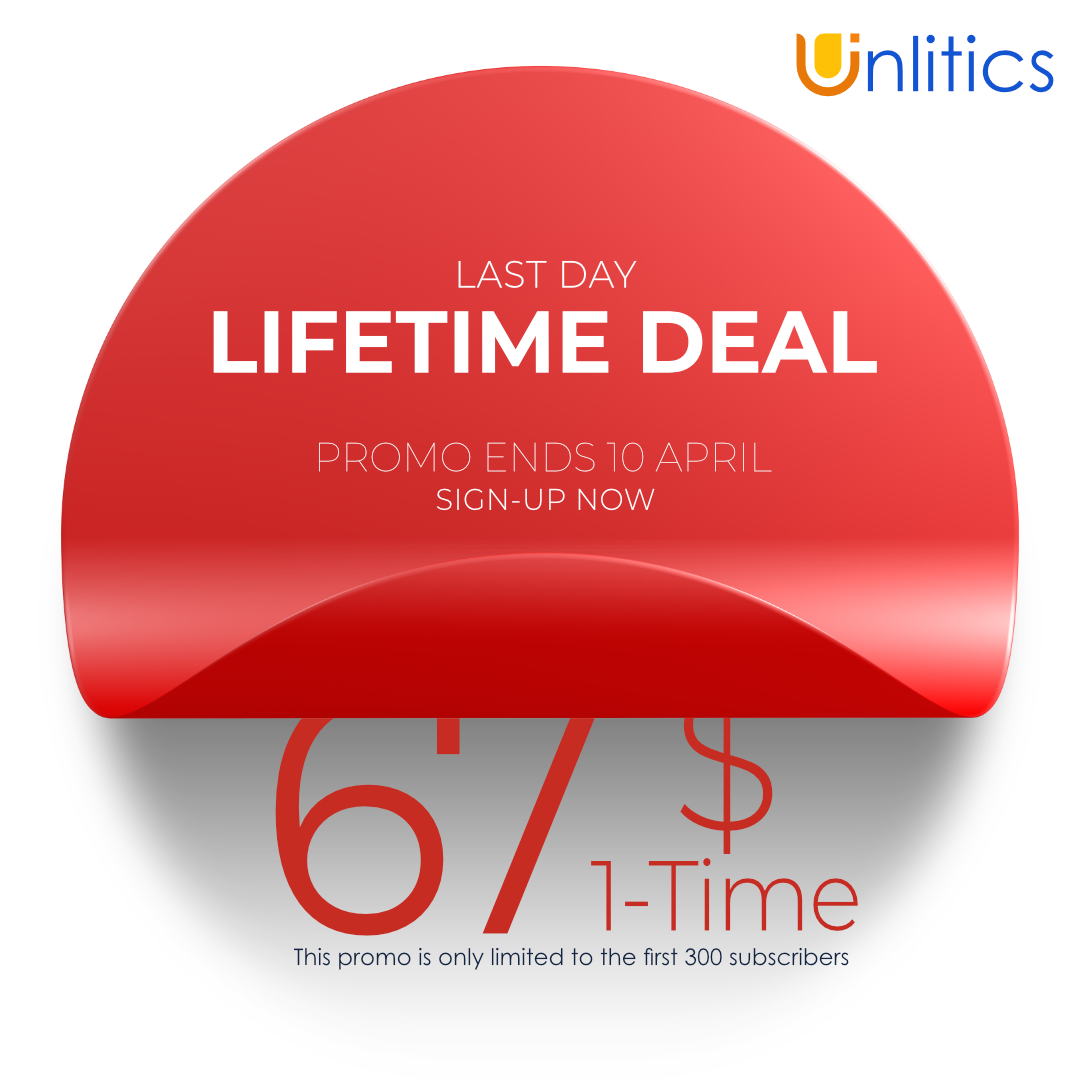 Uinlitics
LAST DAY
LIFETIME DEAL
PROMO ENDS 10 APRIL
SIGN-UP NOW
67 $
1-Time
This promo is only limited to the first 300 subscribers